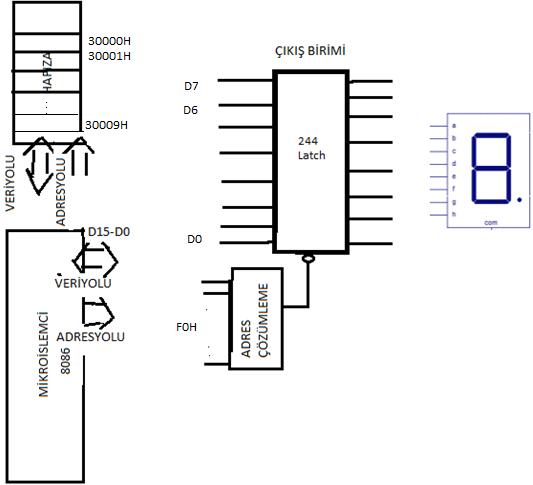 30000H
30001H
HAFIZA
:
30009H
VERİYOLU
ADRESYOLU
D15-D0
VERİYOLU
ADRESYOLU
MİKROİSLEMCİ
8086
ÇIKIŞ BİRİMİ
D7
D6
D0
244
Latch
F0H
ADRES
ÇÖZÜMLEME
a
b
c
d
e
f
g
h
com